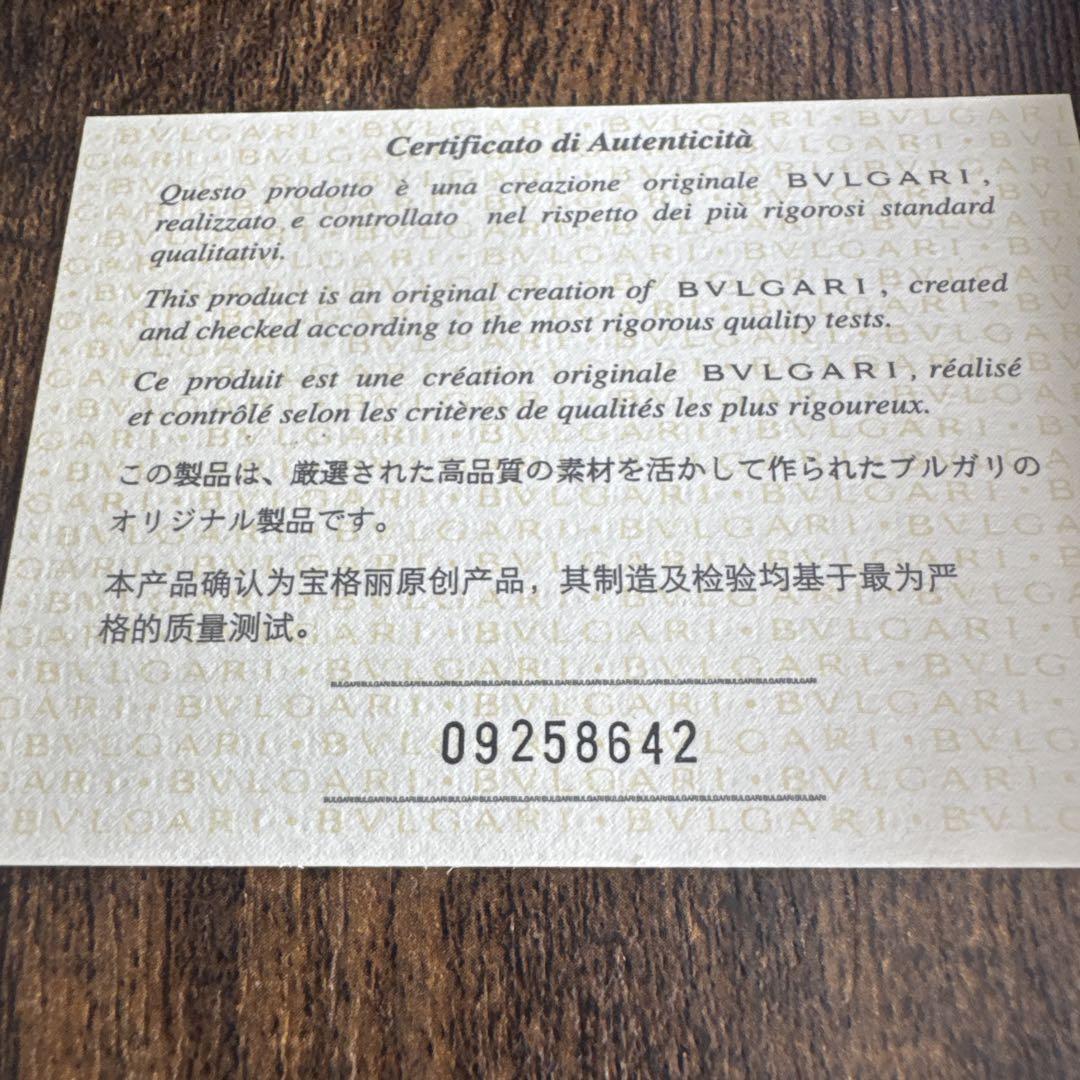 Certificato di Autenticità
Questo prodotto è una creazione originale BVLGARI,
realizzato e controllato nel rispetto dei più rigorosi standard
qualitativi.
This product is an original creation of BVLGARI, created
and checked according to the most rigorous quality tests.
Ce produit est une création originale BVLGARI, réalisé
et contrôlé selon les critères de qualités les plus rigoureux.
この製品は、厳選された高品質の素材を活かして作られたブルガリの
オリジナル製品です。
本产品确认为宝格丽原创产品，其制造及检验均基于最为严
格的质量测试。
09258642